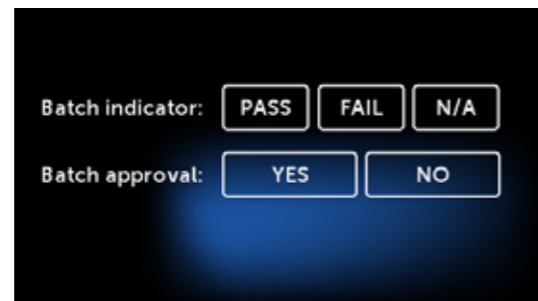 Batch indicator: PASS FAIL N/A
Batch approval: YES NO